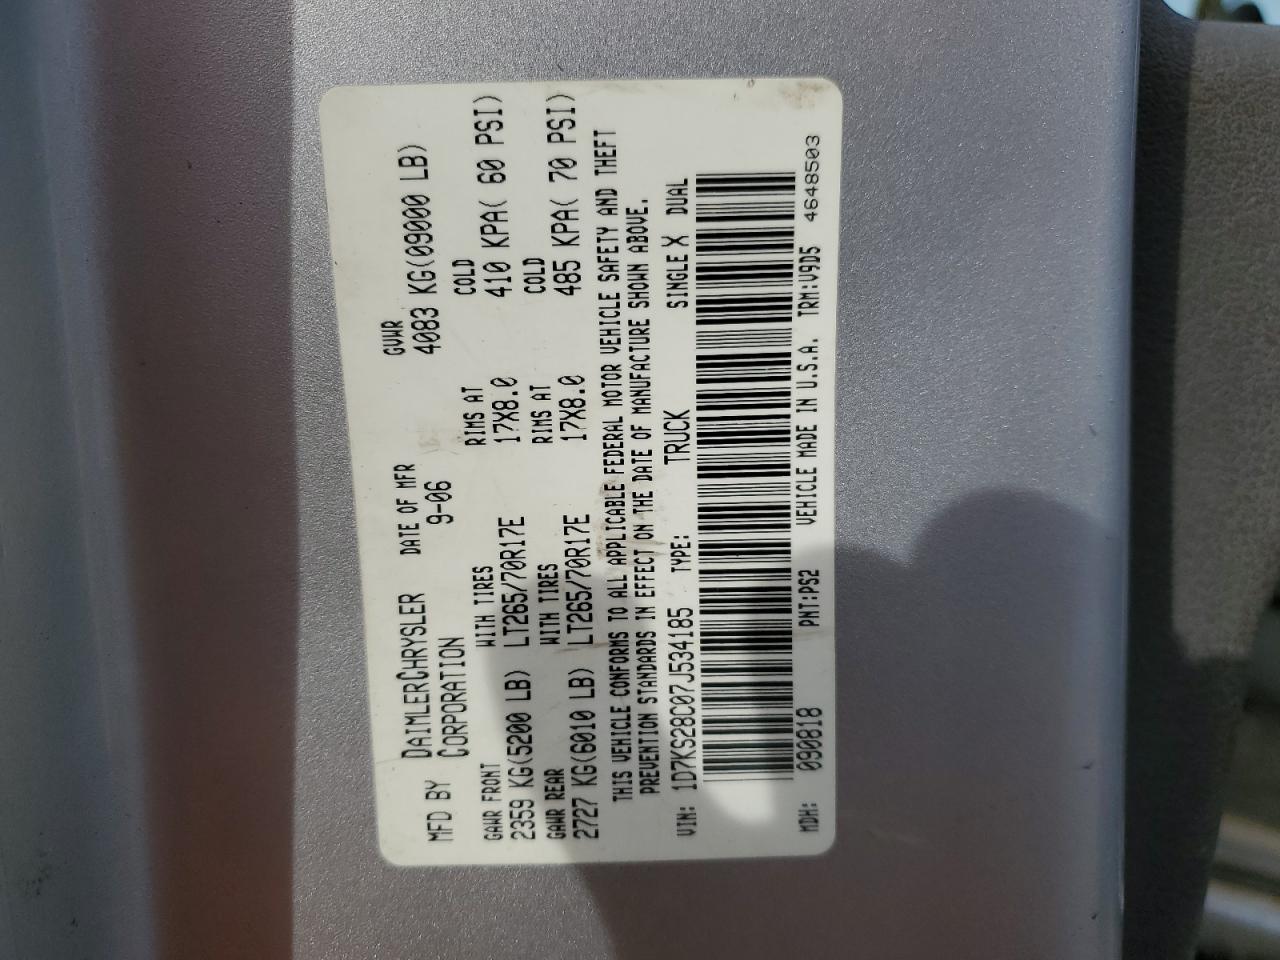 MFD BY DAIMLERCHRYSLER CORPORATION DATE OF MFR 9-06 GVWR 4083 KG(09000 LB)
GAWR FRONT WITH TIRES RIMS AT COLD
2359 KG(5200 LB) LT265/70R17E 17X8.0 410 KPA( 60 PSI)
GAWR REAR WITH TIRES RIMS AT COLD
2727 KG(6010 LB) LT265/70R17E 17X8.0 485 KPA( 70 PSI)
THIS VEHICLE CONFORMS TO ALL APPLICABLE FEDERAL MOTOR VEHICLE SAFETY AND THEFT
PREVENTION STANDARDS IN EFFECT ON THE DATE OF MANUFACTURE SHOWN ABOVE.
VIN: 1D7KS28C07J534185 TYPE: TRUCK SINGLE X DUAL
MDH: 090818 PNT:PS2 VEHICLE MADE IN U.S.A. TRM:V9D5 4648503